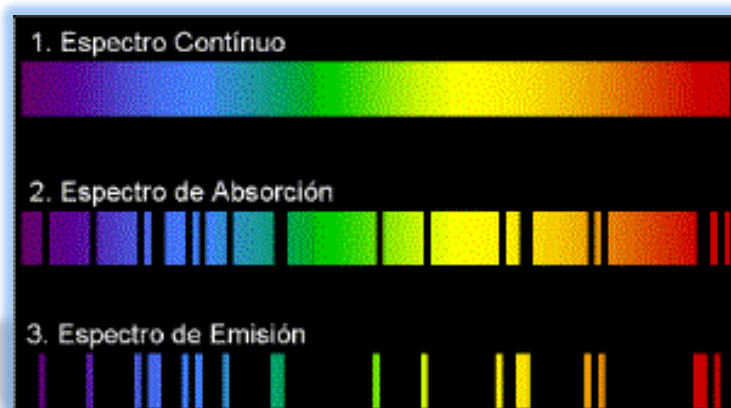 1. Espectro Contínuo
2. Espectro de Absorción
3. Espectro de Emisión